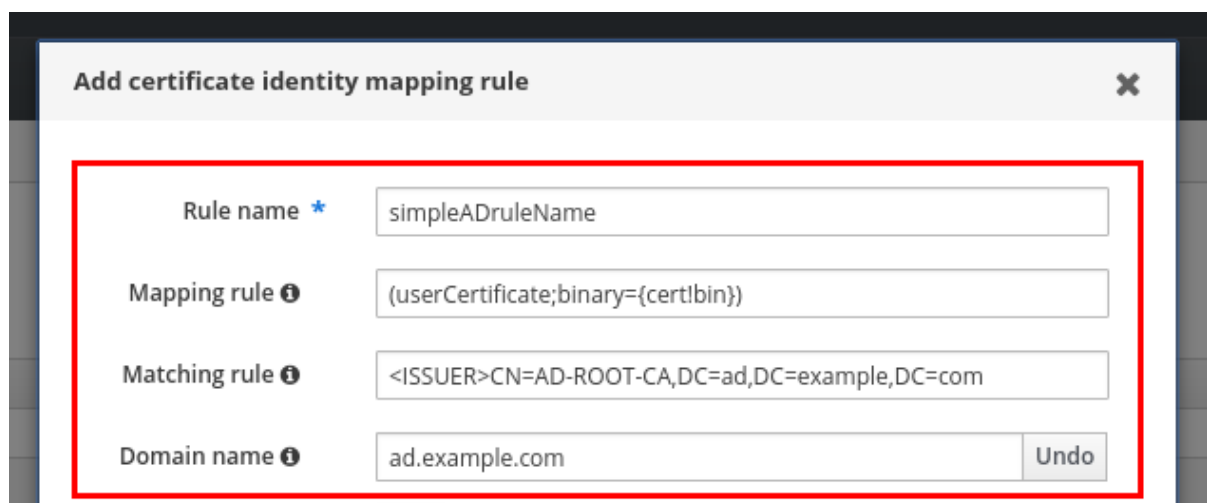 Add certificate identity mapping rule
Rule name * simpleADruleName
Mapping rule (userCertificate;binary={cert!bin})
Matching rule <ISSUER>CN=AD-ROOT-CA,DC=ad,DC=example,DC=com
Domain name ad.example.com Undo